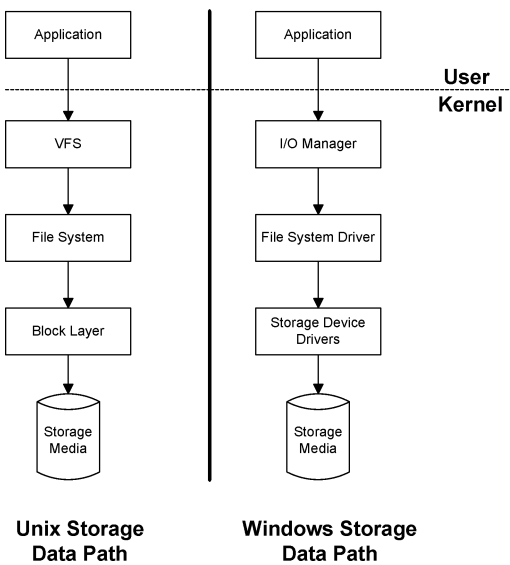 Application
Application
User
Kernel
VFS
I/O Manager
File System
File System Driver
Block Layer
Storage Device
Drivers
Storage
Media
Storage
Media
Unix Storage
Data Path
Windows Storage
Data Path